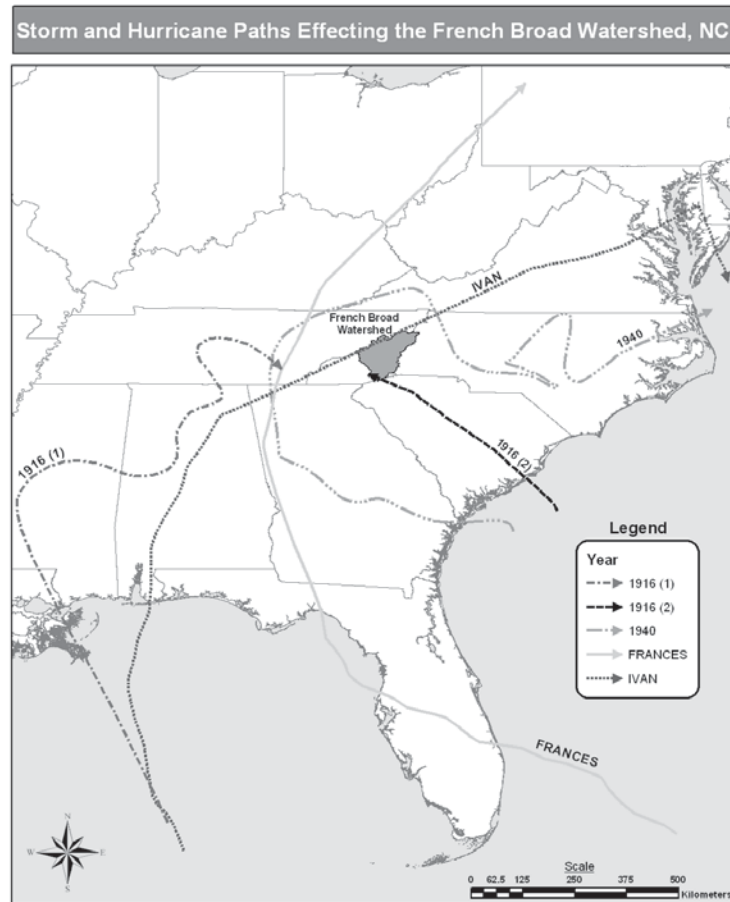 Storm and Hurricane Paths Effecting the French Broad Watershed, NC
IVAN
French Broad
Watershed
1940
1916 (1)
1916 (2)
Legend
Year
1916 (1)
1916 (2)
1940
FRANCES
IVAN
FRANCES
N
W
E
S
Scale
0 62.5 125 250 375 500
Kilometers